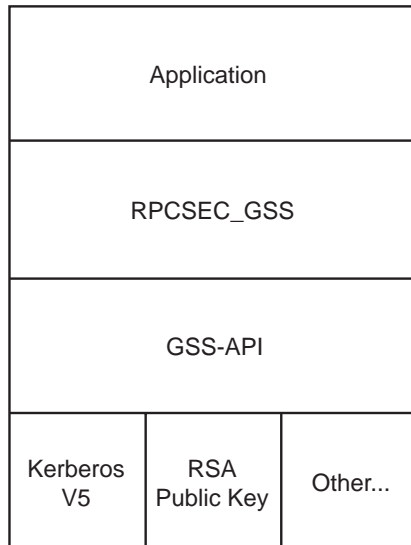 Application
RPCSEC_GSS
GSS-API
Kerberos RSA Other...
V5 Public Key